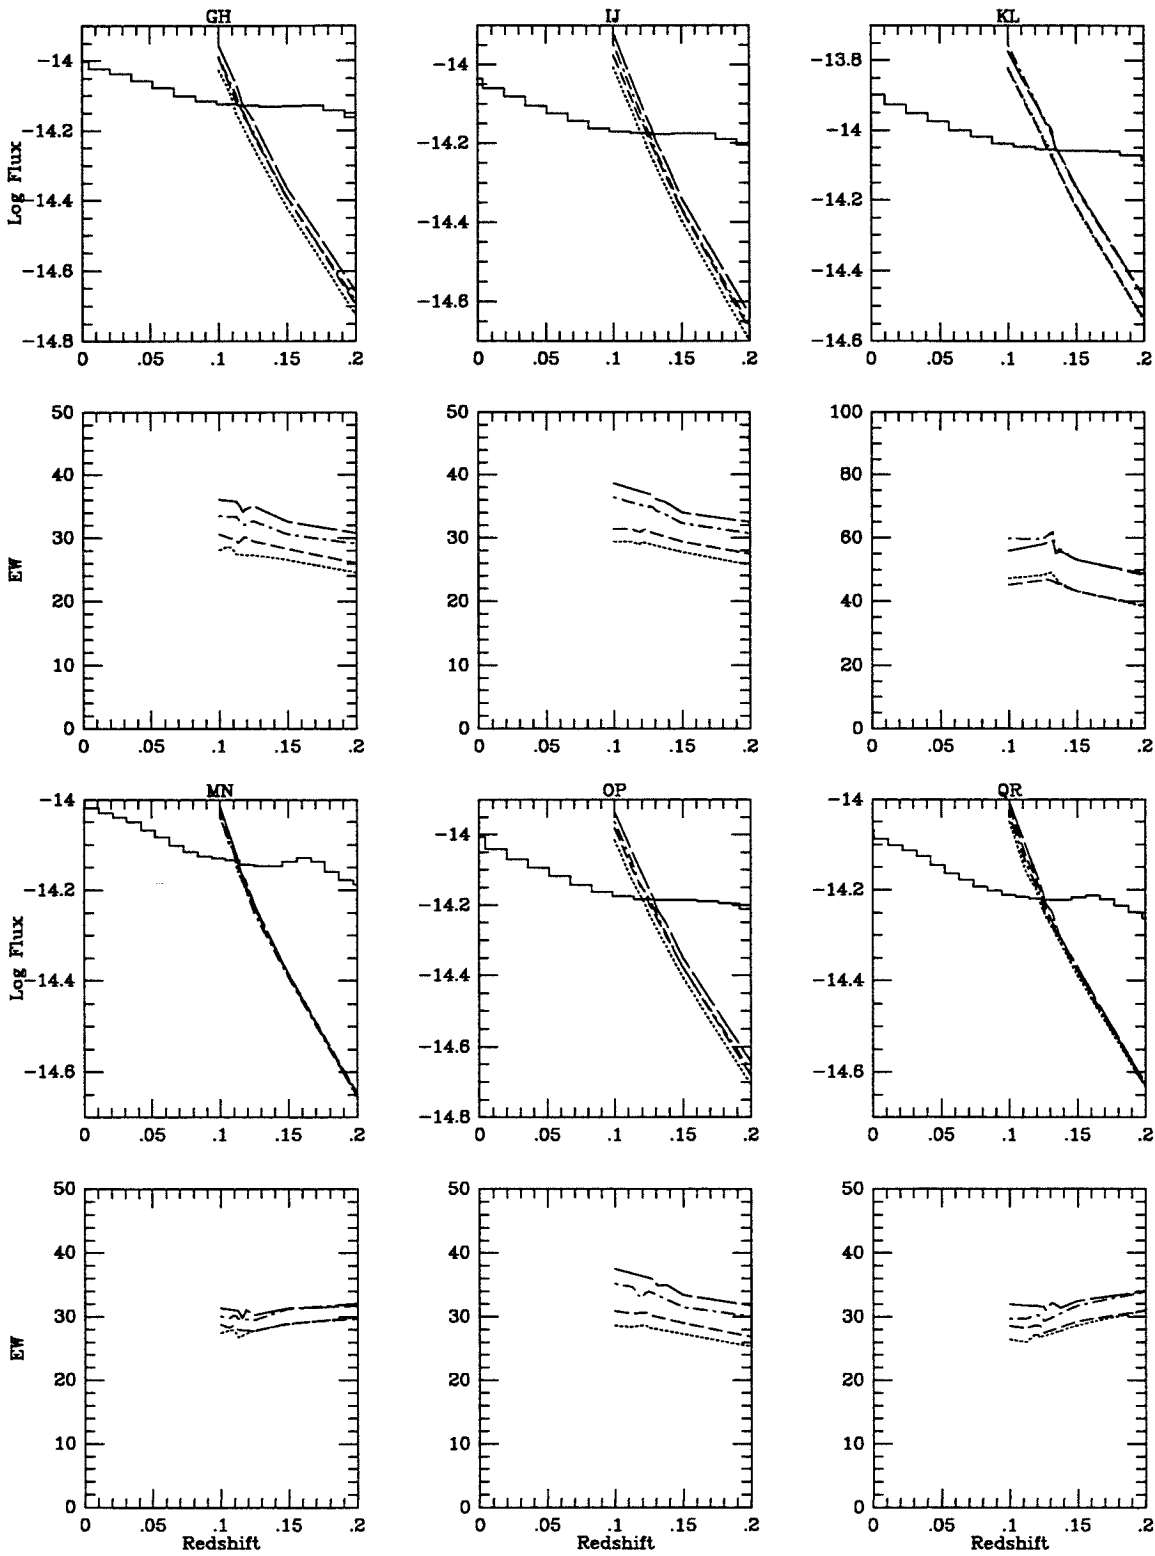 GH IJ KL
-14 -14.2 -14.4 -14.6 -14.8
Log Flux
0 .05 .1 .15 .2
-14 -14.2 -14.4 -14.6
0 .05 .1 .15 .2
-13.8 -14 -14.2 -14.4 -14.6
0 .05 .1 .15 .2
50 40 30 20 10 0
EW
0 .05 .1 .15 .2
50 40 30 20 10 0
0 .05 .1 .15 .2
100 80 60 40 20 0
0 .05 .1 .15 .2
MN OP QR
-14 -14.2 -14.4 -14.6
Log Flux
0 .05 .1 .15 .2
-14 -14.2 -14.4 -14.6 -14.8
0 .05 .1 .15 .2
-14 -14.2 -14.4 -14.6
0 .05 .1 .15 .2
50 40 30 20 10 0
EW
0 .05 .1 .15 .2
Redshift
50 40 30 20 10 0
0 .05 .1 .15 .2
Redshift
50 40 30 20 10 0
0 .05 .1 .15 .2
Redshift